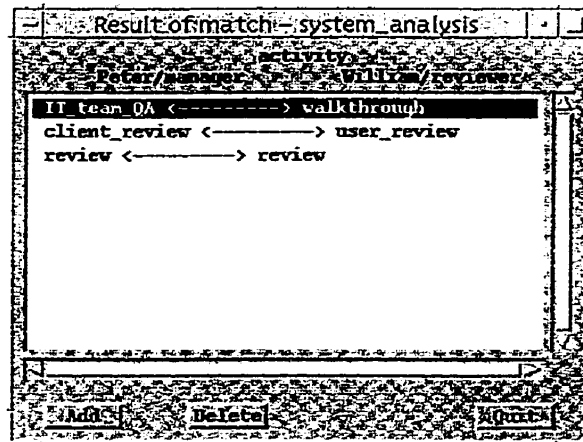 Result of match - system_analysis
activity
Peter/manager William/reviewer
IT_team_QA <---------> walkthrough
client_review <---------> user_review
review <---------> review
Add Delete Quit